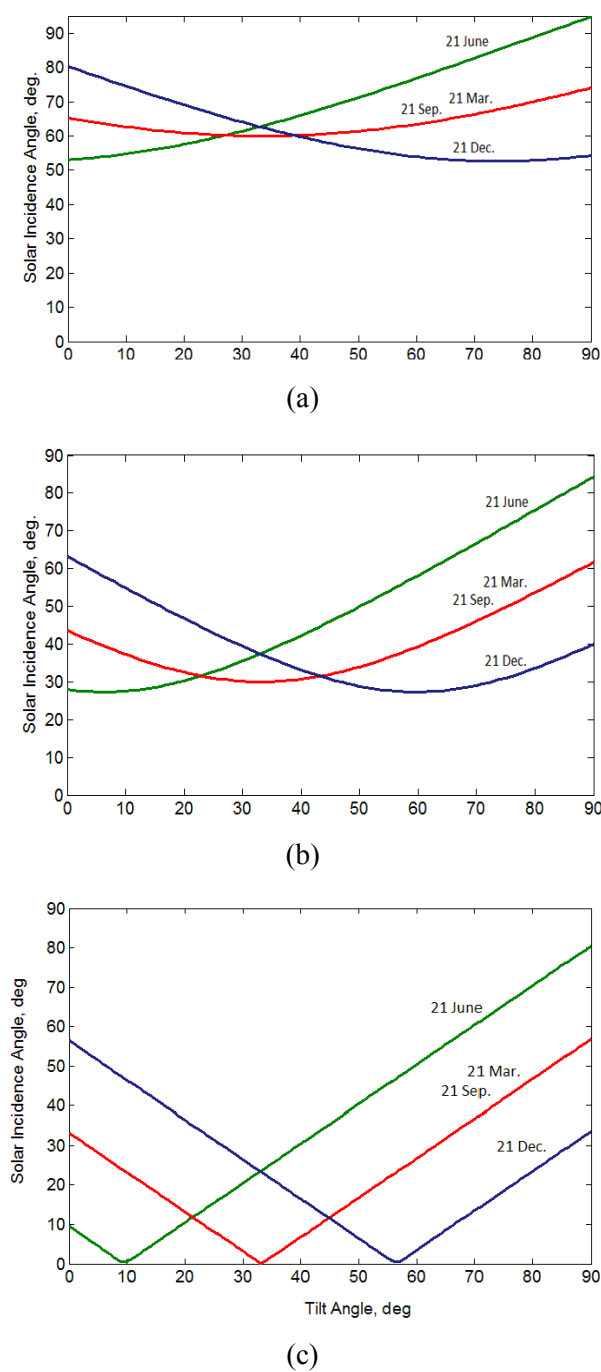 90
80
70
60
50
40
30
20
10
0
Solar Incidence Angle, deg.
21 June
21 Mar.
21 Sep.
21 Dec.
0 10 20 30 40 50 60 70 80 90
(a)
90
80
70
60
50
40
30
20
10
0
Solar Incidence Angle, deg.
21 June
21 Mar.
21 Sep.
21 Dec.
0 10 20 30 40 50 60 70 80 90
(b)
90
80
70
60
50
40
30
20
10
0
Solar Incidence Angle, deg
21 June
21 Mar.
21 Sep.
21 Dec.
0 10 20 30 40 50 60 70 80 90
Tilt Angle, deg
(c)